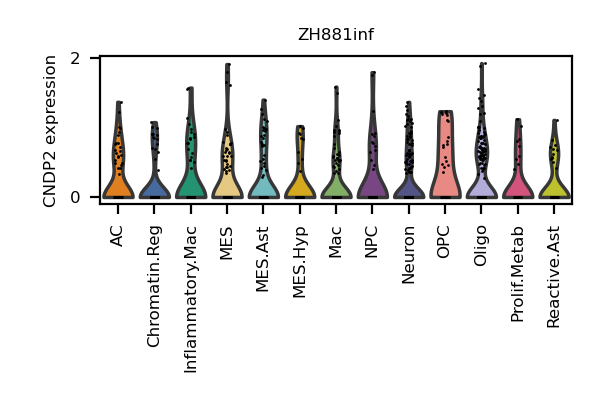 ZH881inf
CNDP2 expression
2
0
AC
Chromatin.Reg
Inflammatory.Mac
MES
MES.Ast
MES.Hyp
Mac
NPC
Neuron
OPC
Oligo
Prolif.Metab
Reactive.Ast